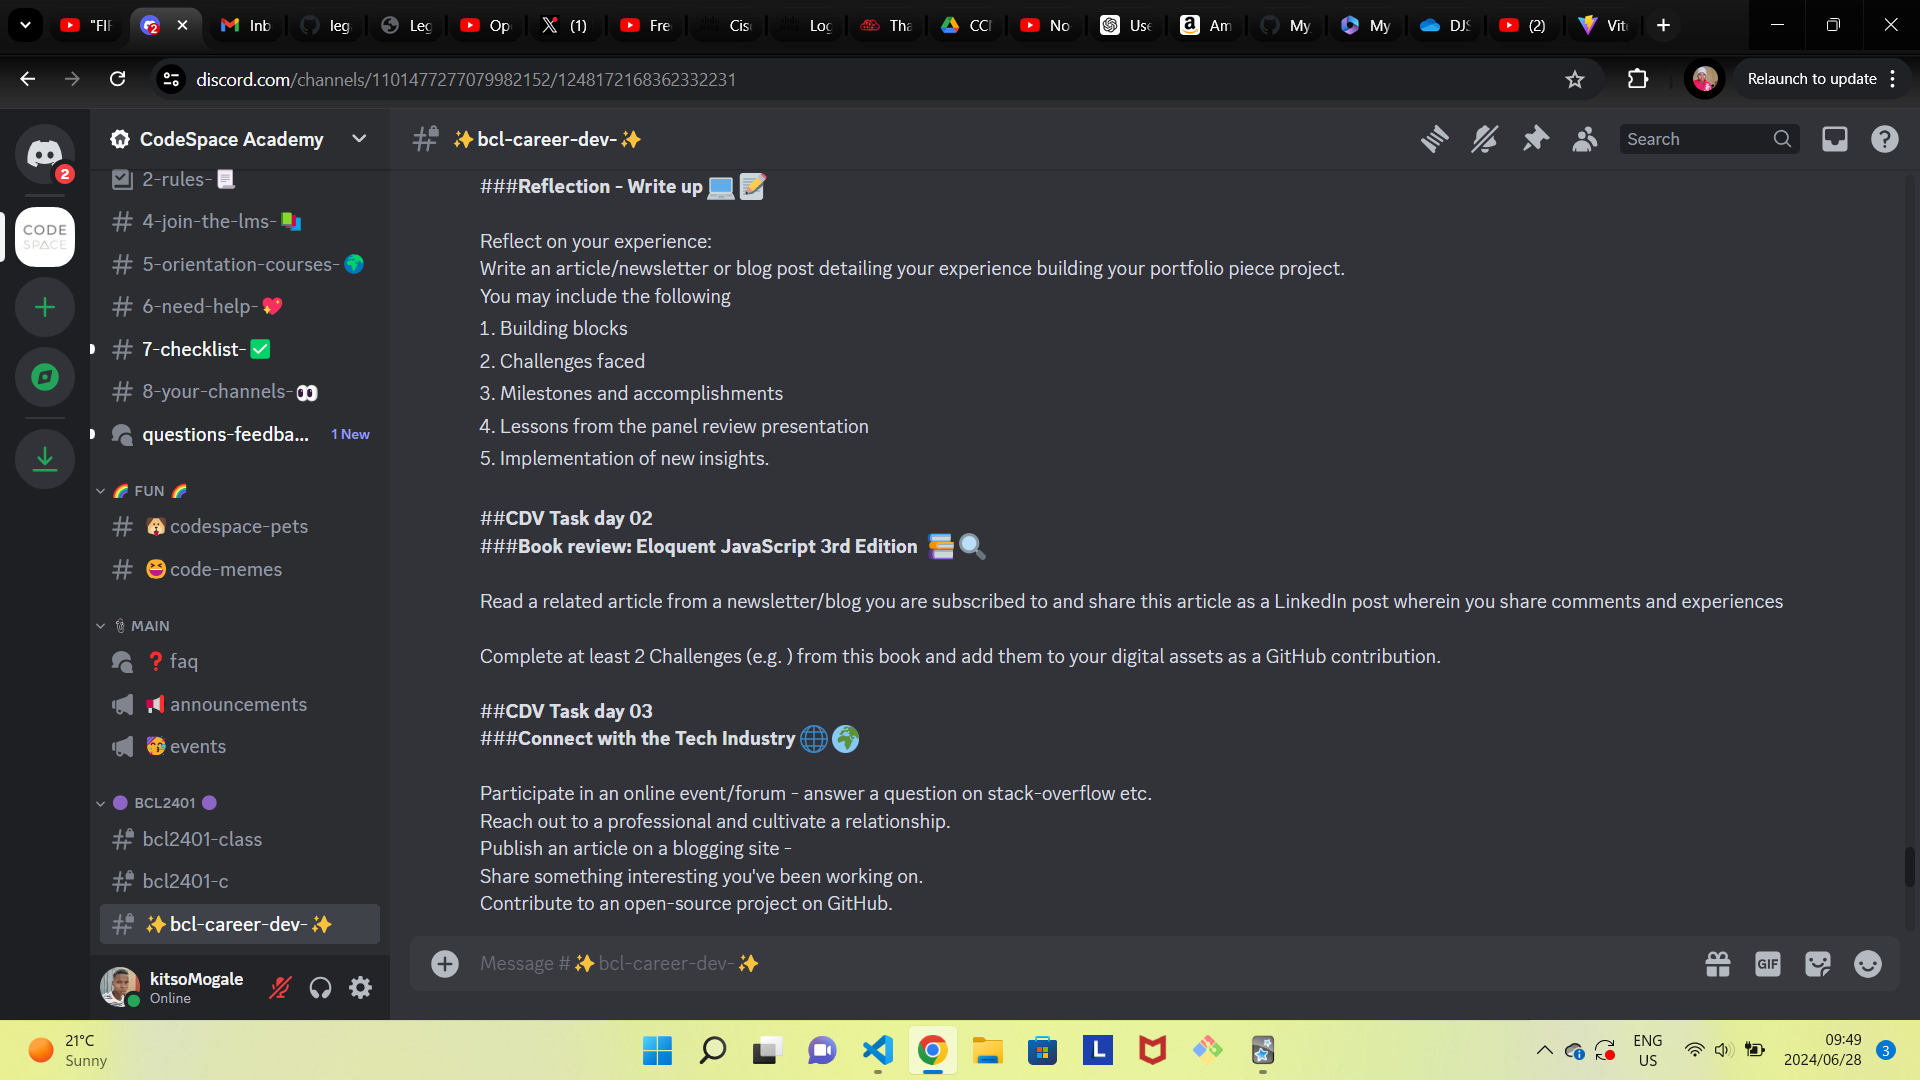 "FIF
Inb
leg
Leg
Op
(1)
Fre
Cis
Log
Tha
CCN
No
Use
Am
My
My
DJS
(2)
Vite
discord.com/channels/1101477277079982152/1248172168362332231
Relaunch to update
2
CODE
SPACE
CodeSpace Academy
2-rules-
4-join-the-lms-
5-orientation-courses-
6-need-help-
7-checklist-
8-your-channels-
questions-feedba...
1 New
FUN
codespace-pets
code-memes
MAIN
faq
announcements
events
BCL2401
bcl2401-class
bcl2401-c
bcl-career-dev-
kitsoMogale
Online
bcl-career-dev-
Search
###Reflection - Write up
Reflect on your experience:
Write an article/newsletter or blog post detailing your experience building your portfolio piece project.
You may include the following
1. Building blocks
2. Challenges faced
3. Milestones and accomplishments
4. Lessons from the panel review presentation
5. Implementation of new insights.
##CDV Task day 02
###Book review: Eloquent JavaScript 3rd Edition
Read a related article from a newsletter/blog you are subscribed to and share this article as a LinkedIn post wherein you share comments and experiences
Complete at least 2 Challenges (e.g. ) from this book and add them to your digital assets as a GitHub contribution.
##CDV Task day 03
###Connect with the Tech Industry
Participate in an online event/forum - answer a question on stack-overflow etc.
Reach out to a professional and cultivate a relationship.
Publish an article on a blogging site -
Share something interesting you've been working on.
Contribute to an open-source project on GitHub.
Message # bcl-career-dev-
GIF
21°C
Sunny
L
ENG
US
09:49
2024/06/28
3